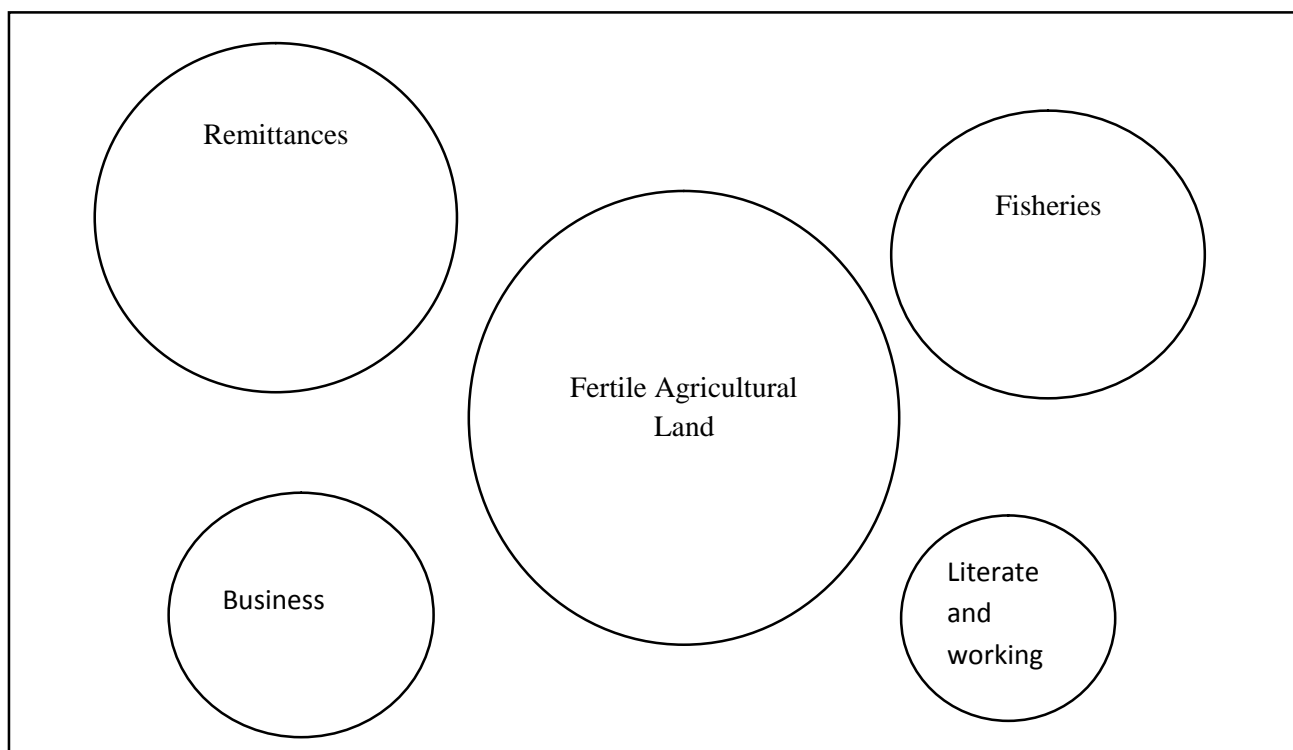 Remittances
Fisheries
Fertile Agricultural
Land
Business
Literate
and
working